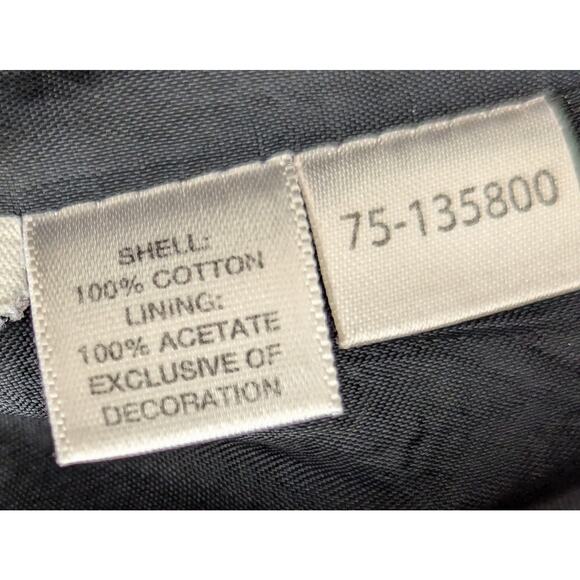 SHELL:
100% COTTON
LINING:
100% ACETATE
EXCLUSIVE OF
DECORATION
75-135800